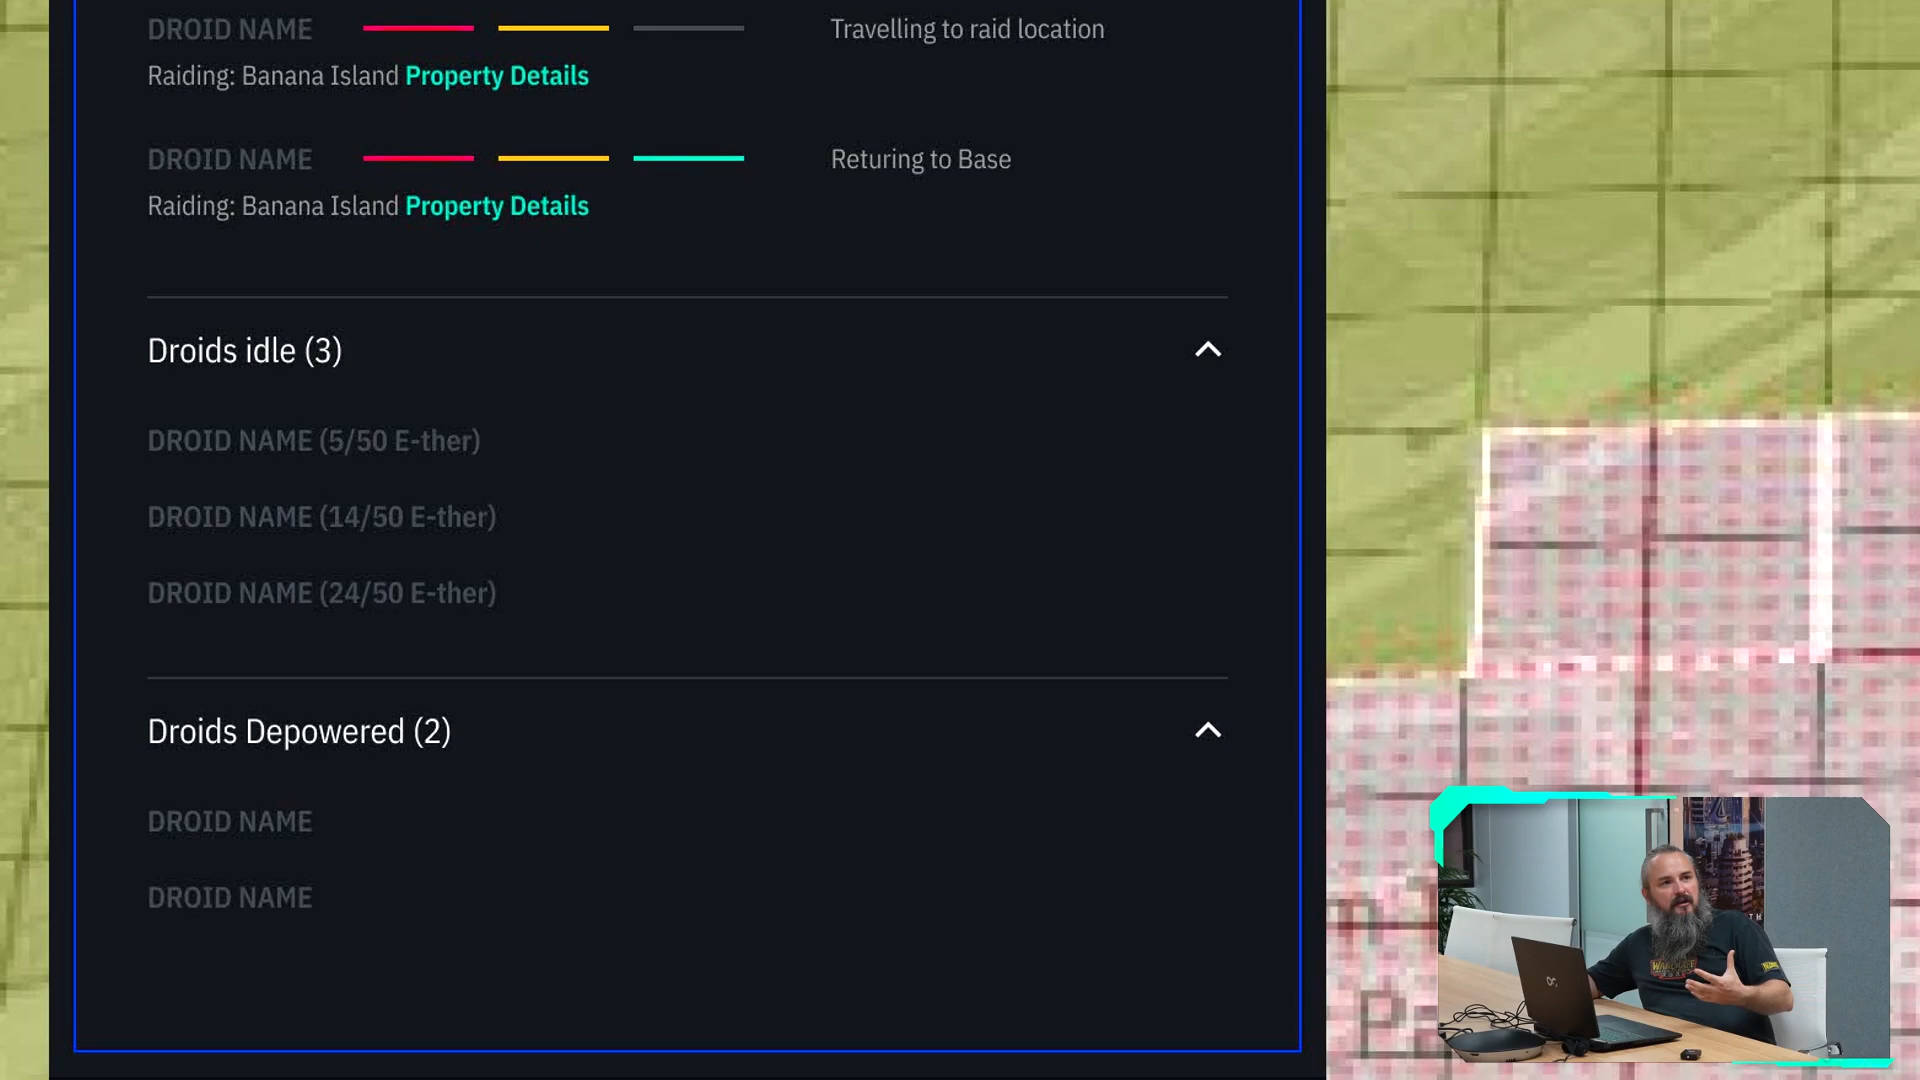 DROID NAME
Travelling to raid location
Raiding: Banana Island Property Details
DROID NAME
Returing to Base
Raiding: Banana Island Property Details
Droids idle (3)
DROID NAME (5/50 E-ther)
DROID NAME (14/50 E-ther)
DROID NAME (24/50 E-ther)
Droids Depowered (2)
DROID NAME
DROID NAME